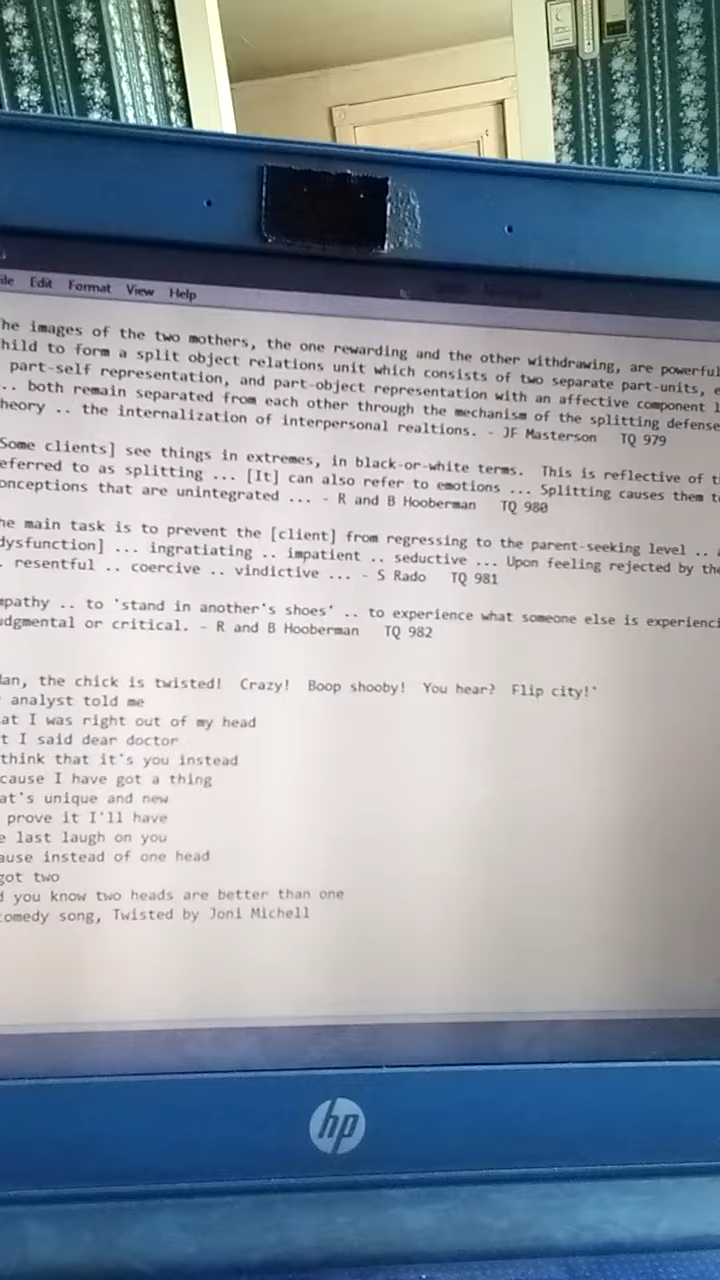 ile Edit Format View Help
he images of the two mothers, the one rewarding and the other withdrawing, are powerful
hild to form a split object relations unit which consists of two separate part-units, e
part-self representation, and part-object representation with an affective component l
.. both remain separated from each other through the mechanism of the splitting defense
heory .. the internalization of interpersonal realtions. - JF Masterson TQ 979
Some clients] see things in extremes, in black-or-white terms. This is reflective of t
eferred to as splitting ... [It] can also refer to emotions ... Splitting causes them t
onceptions that are unintegrated ... - R and B Hooberman TQ 980
he main task is to prevent the [client] from regressing to the parent-seeking level ..
dysfunction] ... ingratiating .. impatient .. seductive ... Upon feeling rejected by the
. resentful .. coercive .. vindictive ... - S Rado TQ 981
mpathy .. to 'stand in another's shoes' .. to experience what someone else is experienci
udgmental or critical. - R and B Hooberman TQ 982
Man, the chick is twisted! Crazy! Boop shooby! You hear? Flip city!'
analyst told me
at I was right out of my head
t I said dear doctor
think that it's you instead
cause I have got a thing
at's unique and new
prove it I'll have
e last laugh on you
ause instead of one head
got two
d you know two heads are better than one
comedy song, Twisted by Joni Michell
hp